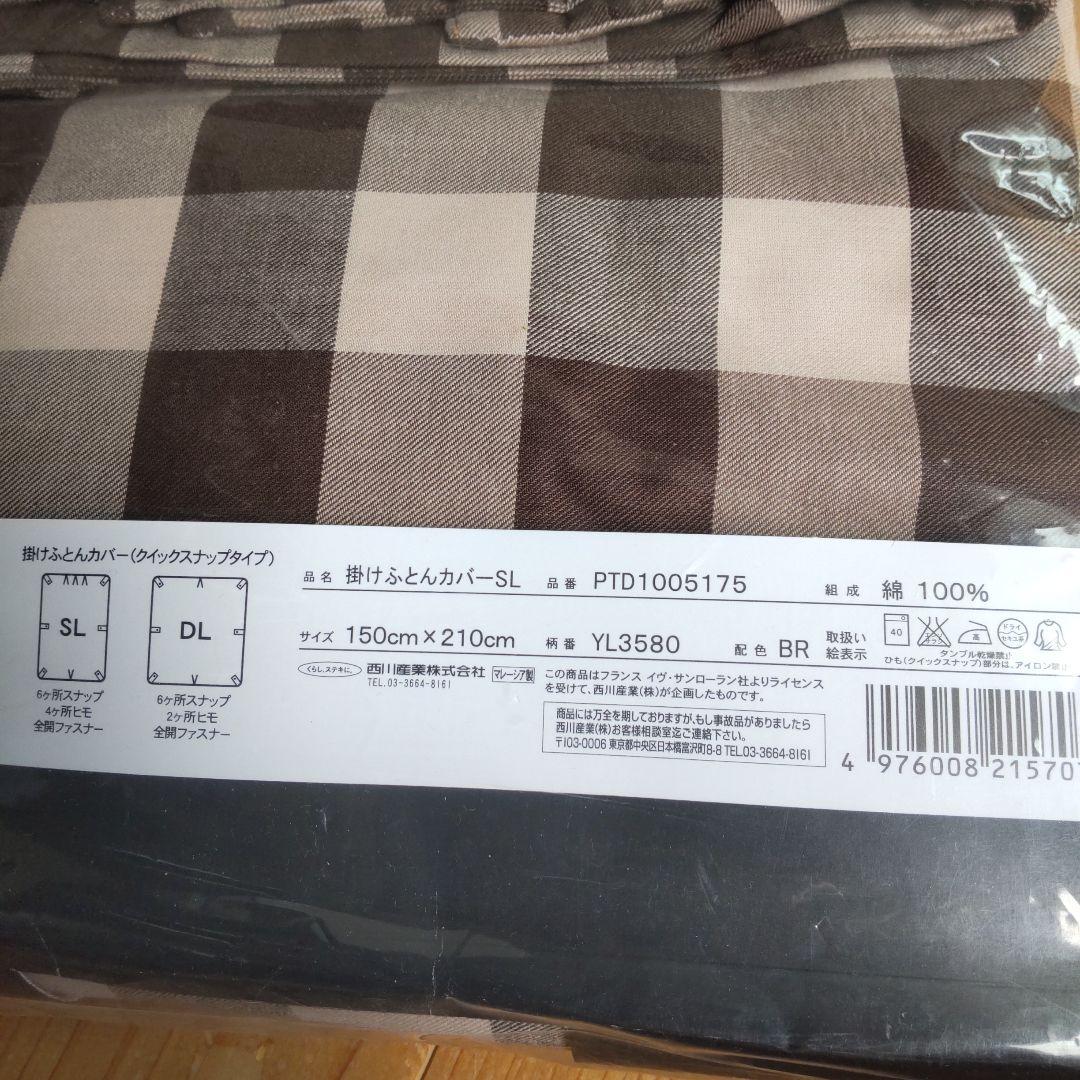 掛けふとんカバー(クイックスナップタイプ)
SL
6ヶ所スナップ
4ヶ所ヒモ
全開ファスナー
DL
6ヶ所スナップ
2ヶ所ヒモ
全開ファスナー
品名 掛けふとんカバーSL 品番 PTD1005175 組成 綿 100%
サイズ 150cm×210cm 柄番 YL3580 配色 BR 取扱い
絵表示
40
高
ドライ
セキユ系
タンブル乾燥禁止
ひも(クイックスナップ)部分は、アイロン禁止
くらし、ステキに。 西川産業株式会社 マレーシア製
TEL.03-3664-8161
この商品はフランス イヴ・サンローラン社よりライセンス
を受けて、西川産業(株)が企画したものです。
商品には万全を期しておりますが、もし事故品がありましたら
西川産業(株)お客様相談室迄ご連絡下さい。
〒103-0006 東京都中央区日本橋富沢町8-8 TEL.03-3664-8161
4 976008 21570